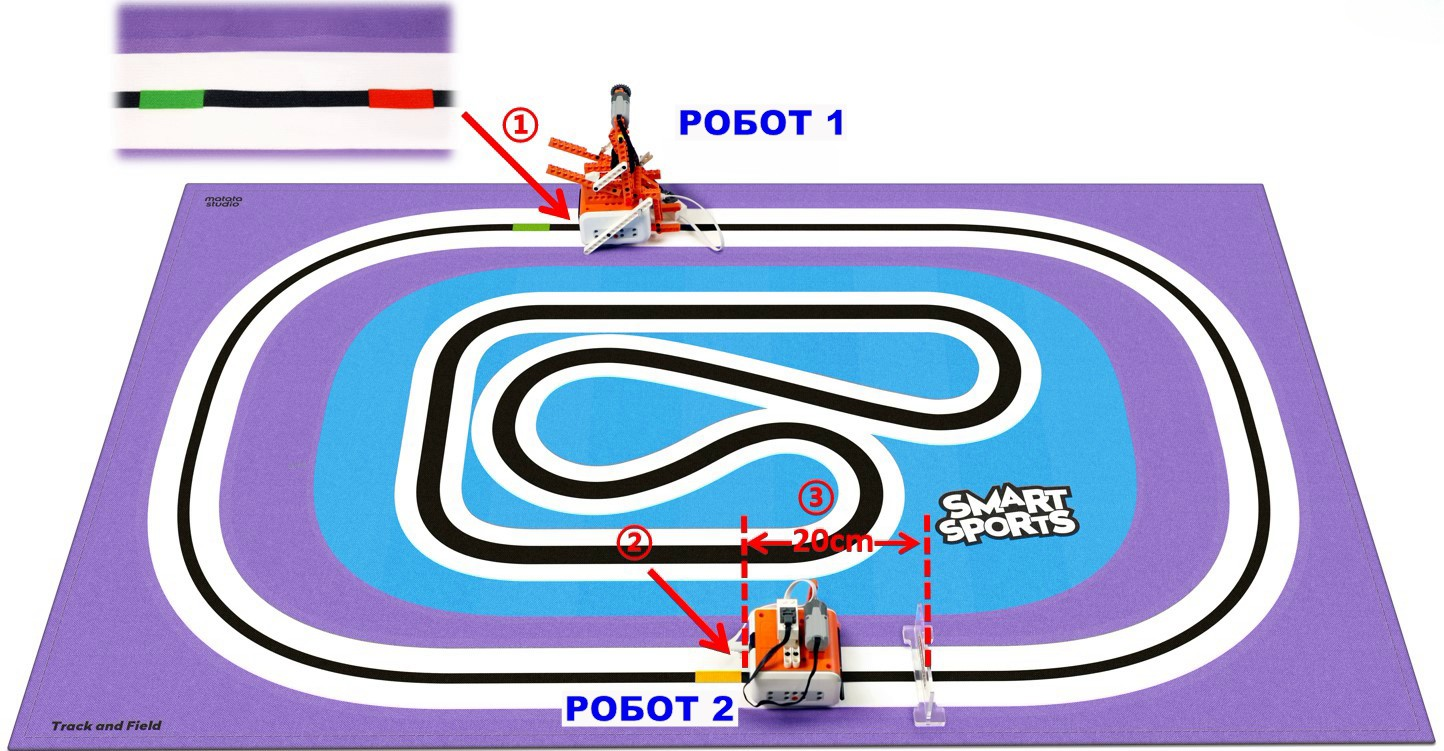 ①
РОБОТ 1
matata
studio
③
SMART
SPORTS
②
20cm
РОБОТ 2
Track and Field